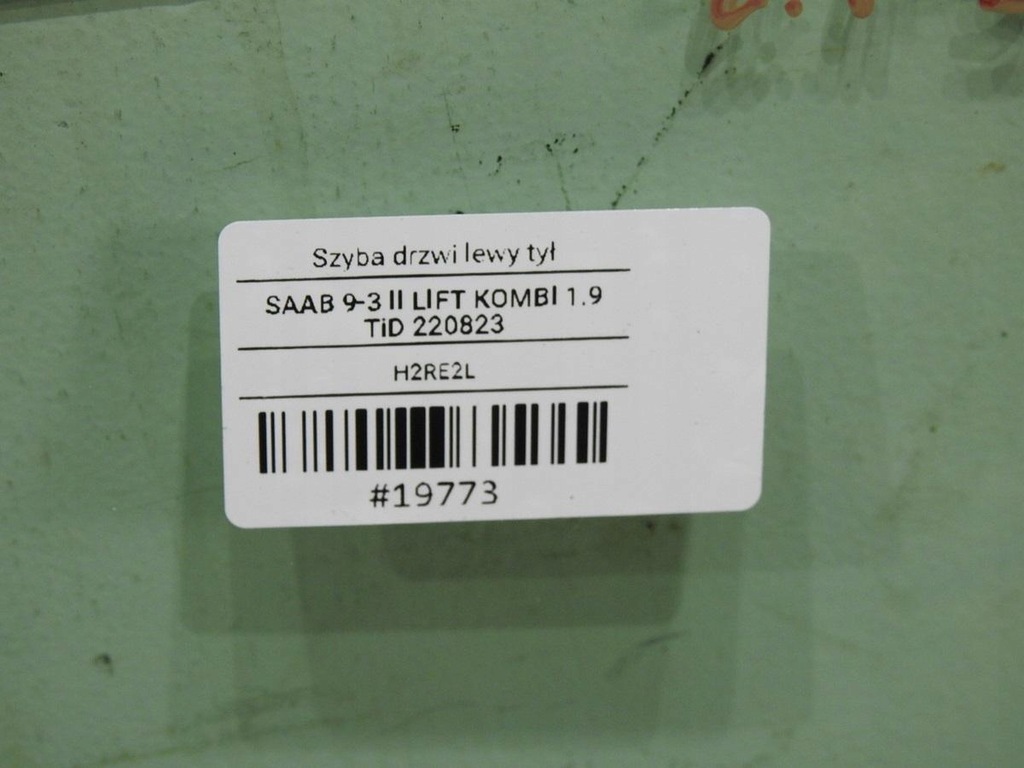 Szyba drzwi lewy tył
SAAB 9-3 II LIFT KOMBI 1.9
TiD 220823
H2RE2L
#19773